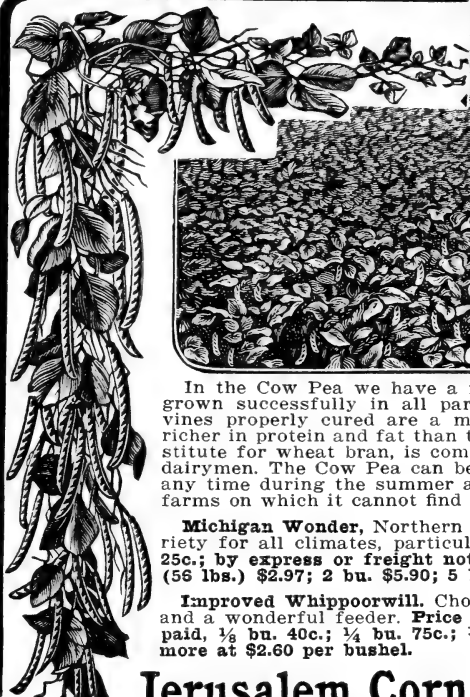 In the Cow Pea we have a
grown successfully in all par
vines properly cured are a m
richer in protein and fat than
stitute for wheat bran, is com
dairymen. The Cow Pea can be
any time during the summer a
farms on which it cannot find
Michigan Wonder, Northern
riety for all climates, particul
25c.; by express or freight not
(56 lbs.) $2.97; 2 bu. $5.90; 5
Improved Whippoorwill. Cho
and a wonderful feeder. Price
paid, ⅛ bu. 40c.; ¼ bu. 75c.;
more at $2.60 per bushel.
Jerusalem Corn